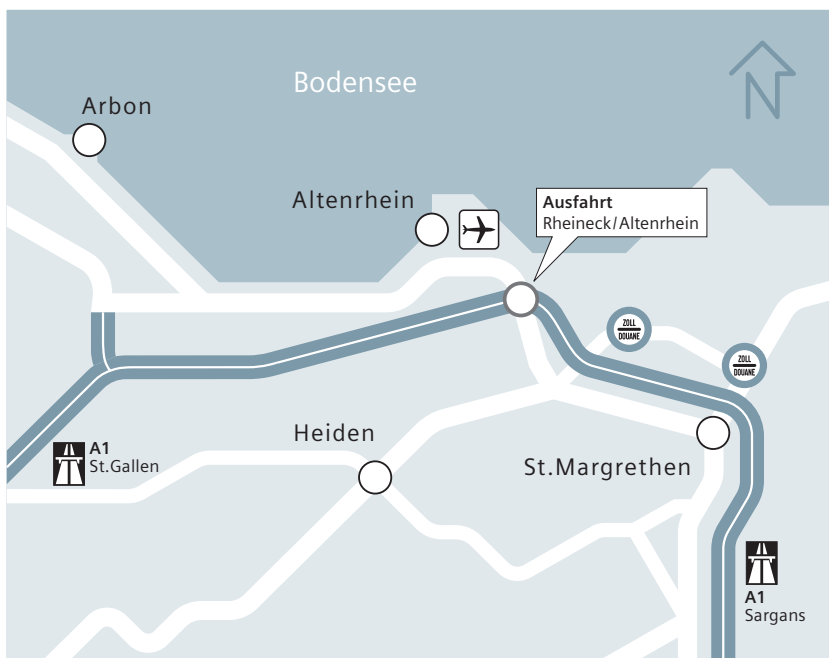 Bodensee
N
Arbon
Altenrhein
Ausfahrt
Rheineck/Altenrhein
ZOLL
DOUANE
ZOLL
DOUANE
A1
St.Gallen
Heiden
St.Margrethen
A1
Sargans